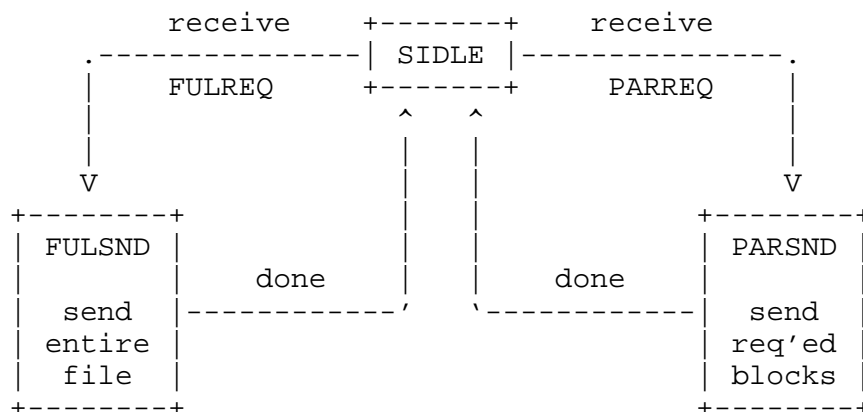 receive receive
SIDLE
FULREQ PARREQ
V V
FULSND PARSND
done done
send send
entire req'ed
file blocks